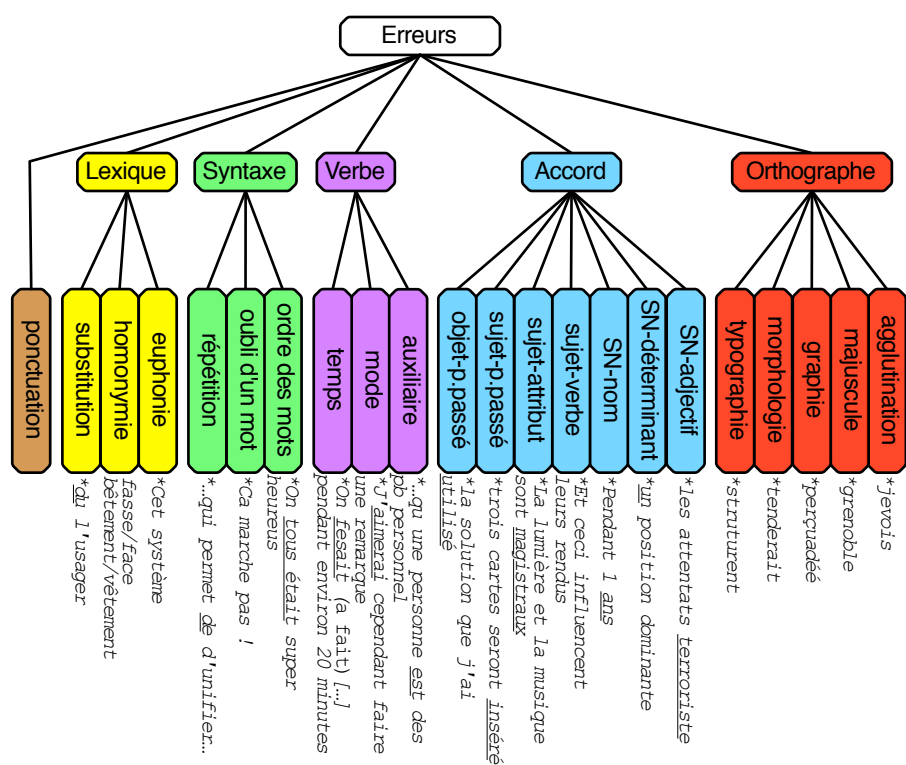 Erreurs
Lexique
Syntaxe
Verbe
Accord
Orthographe
ponctuation
substitution
homonymie
euphonie
répétition
oubli d'un mot
ordre des mots
temps
mode
auxiliaire
objet-p.passé
sujet-p.passé
sujet-attribut
sujet-verbe
SN-nom
SN-déterminant
SN-adjectif
typographie
morphologie
graphie
majuscule
agglutination
*du l'usager
fasse/face
bêtement/vêtement
*Cet système
*...qui permet de d'unifier...
*Ca marche pas !
*On tous était super
heureus
*On fesait (a fait) [...]
pendant environ 20 minutes
*J'aimerai cependant faire
une remarque
*...qu une personne est des
pb personnel
*la solution que j'ai
utilisé
*trois cartes seront inséré
*La lumière et la musique
sont magistraux
*Et ceci influencent
leurs rendus
*Pendant 1 ans
*un position dominante
*les attentats terroriste
*struturent
*tenderait
*perçuadéé
*grenoble
*jevois